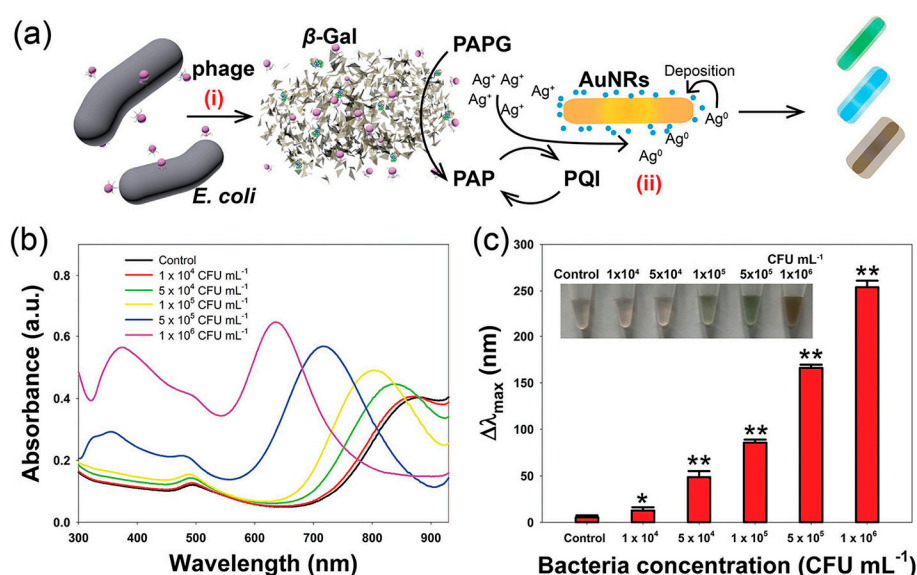 (a)
phage
(i)
E. coli
β-Gal
PAPG
Ag⁺ Ag⁺
Ag⁺
Ag⁺
Ag⁺
AuNRs
Deposition
Ag⁰
Ag⁰
Ag⁰
PAP
PQI
(ii)
(b)
Control
1 x 10⁴ CFU mL⁻¹
5 x 10⁴ CFU mL⁻¹
1 x 10⁵ CFU mL⁻¹
5 x 10⁵ CFU mL⁻¹
1 x 10⁶ CFU mL⁻¹
Absorbance (a.u.)
0.8
0.6
0.4
0.2
0.0
300 400 500 600 700 800 900
Wavelength (nm)
(c)
CFU mL⁻¹
Control 1x10⁴ 5x10⁴ 1x10⁵ 5x10⁵ 1x10⁶
Δλmax (nm)
300
250
200
150
100
50
0
* ** ** ** **
Control 1 x 10⁴ 5 x 10⁴ 1 x 10⁵ 5 x 10⁵ 1 x 10⁶
Bacteria concentration (CFU mL⁻¹)